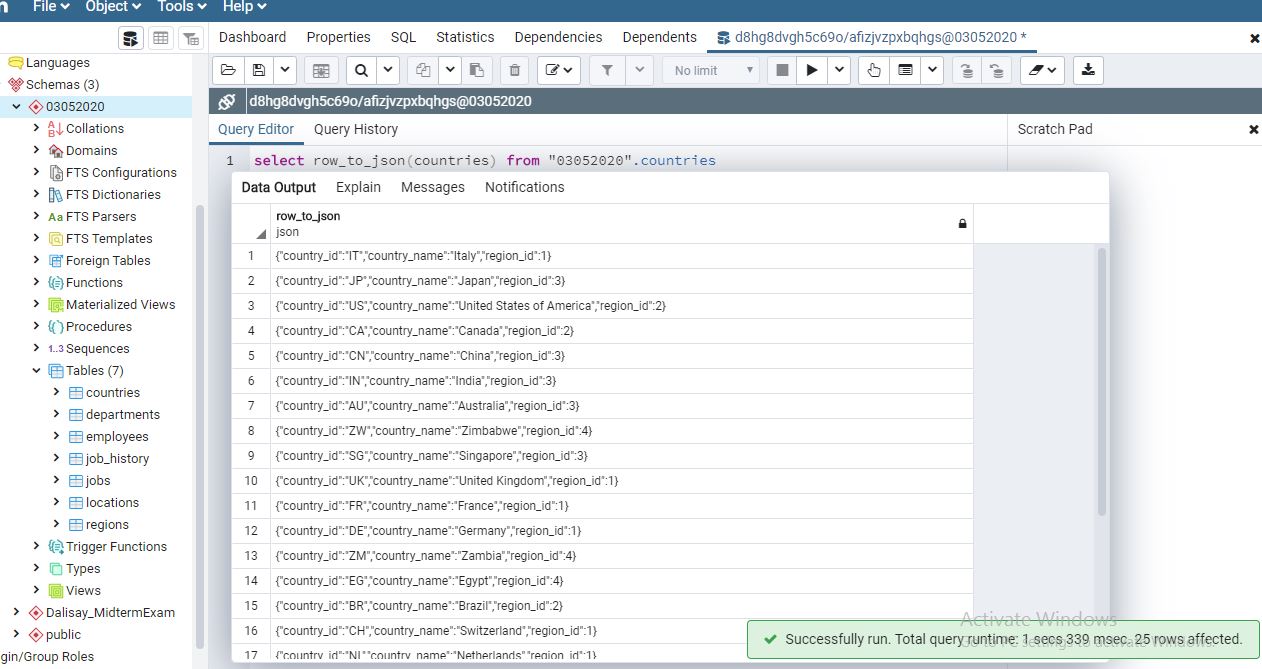 n File Object Tools Help
Dashboard Properties SQL Statistics Dependencies Dependents d8hg8dvgh5c69o/afizjvzpxbqhgs@03052020 *
No limit
d8hg8dvgh5c69o/afizjvzpxbqhgs@03052020
Query Editor Query History
Scratch Pad
1 select row_to_json(countries) from "03052020".countries
Languages
Schemas (3)
03052020
Collations
Domains
FTS Configurations
FTS Dictionaries
Aa FTS Parsers
FTS Templates
Foreign Tables
Functions
Materialized Views
Procedures
1..3 Sequences
Tables (7)
countries
departments
employees
job_history
jobs
locations
regions
Trigger Functions
Types
Views
Dalisay_MidtermExam
public
gin/Group Roles
Data Output Explain Messages Notifications
row_to_json
json
1 {"country_id":"IT","country_name":"Italy","region_id":1}
2 {"country_id":"JP","country_name":"Japan","region_id":3}
3 {"country_id":"US","country_name":"United States of America","region_id":2}
4 {"country_id":"CA","country_name":"Canada","region_id":2}
5 {"country_id":"CN","country_name":"China","region_id":3}
6 {"country_id":"IN","country_name":"India","region_id":3}
7 {"country_id":"AU","country_name":"Australia","region_id":3}
8 {"country_id":"ZW","country_name":"Zimbabwe","region_id":4}
9 {"country_id":"SG","country_name":"Singapore","region_id":3}
10 {"country_id":"UK","country_name":"United Kingdom","region_id":1}
11 {"country_id":"FR","country_name":"France","region_id":1}
12 {"country_id":"DE","country_name":"Germany","region_id":1}
13 {"country_id":"ZM","country_name":"Zambia","region_id":4}
14 {"country_id":"EG","country_name":"Egypt","region_id":4}
15 {"country_id":"BR","country_name":"Brazil","region_id":2}
16 {"country_id":"CH","country_name":"Switzerland","region_id":1}
17 {"country_id":"NL","country_name":"Netherlands","region_id":1}
Activate Windows
Go to PC settings to activate Windows.
Successfully run. Total query runtime: 1 secs 339 msec. 25 rows affected.